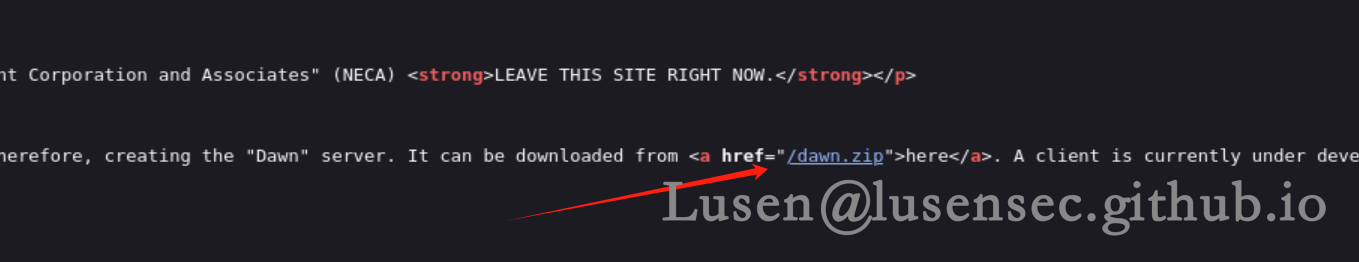 nt Corporation and Associates" (NECA) <strong>LEAVE THIS SITE RIGHT NOW.</strong></p>
herefore, creating the "Dawn" server. It can be downloaded from <a href="/dawn.zip">here</a>. A client is currently under deve
Lusen@lusensec.github.io